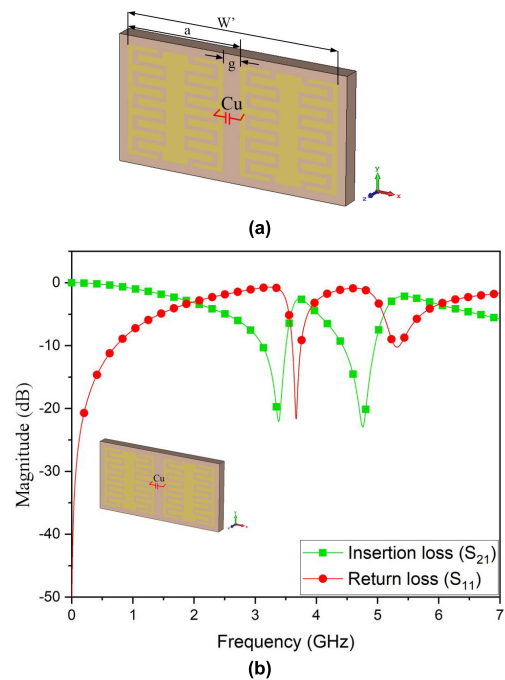 W'
a
g
Cu
y
z
x
(a)
0
-10
-20
-30
-40
-50
Magnitude (dB)
Cu
y
z
x
Insertion loss (S21)
Return loss (S11)
0 1 2 3 4 5 6 7
Frequency (GHz)
(b)